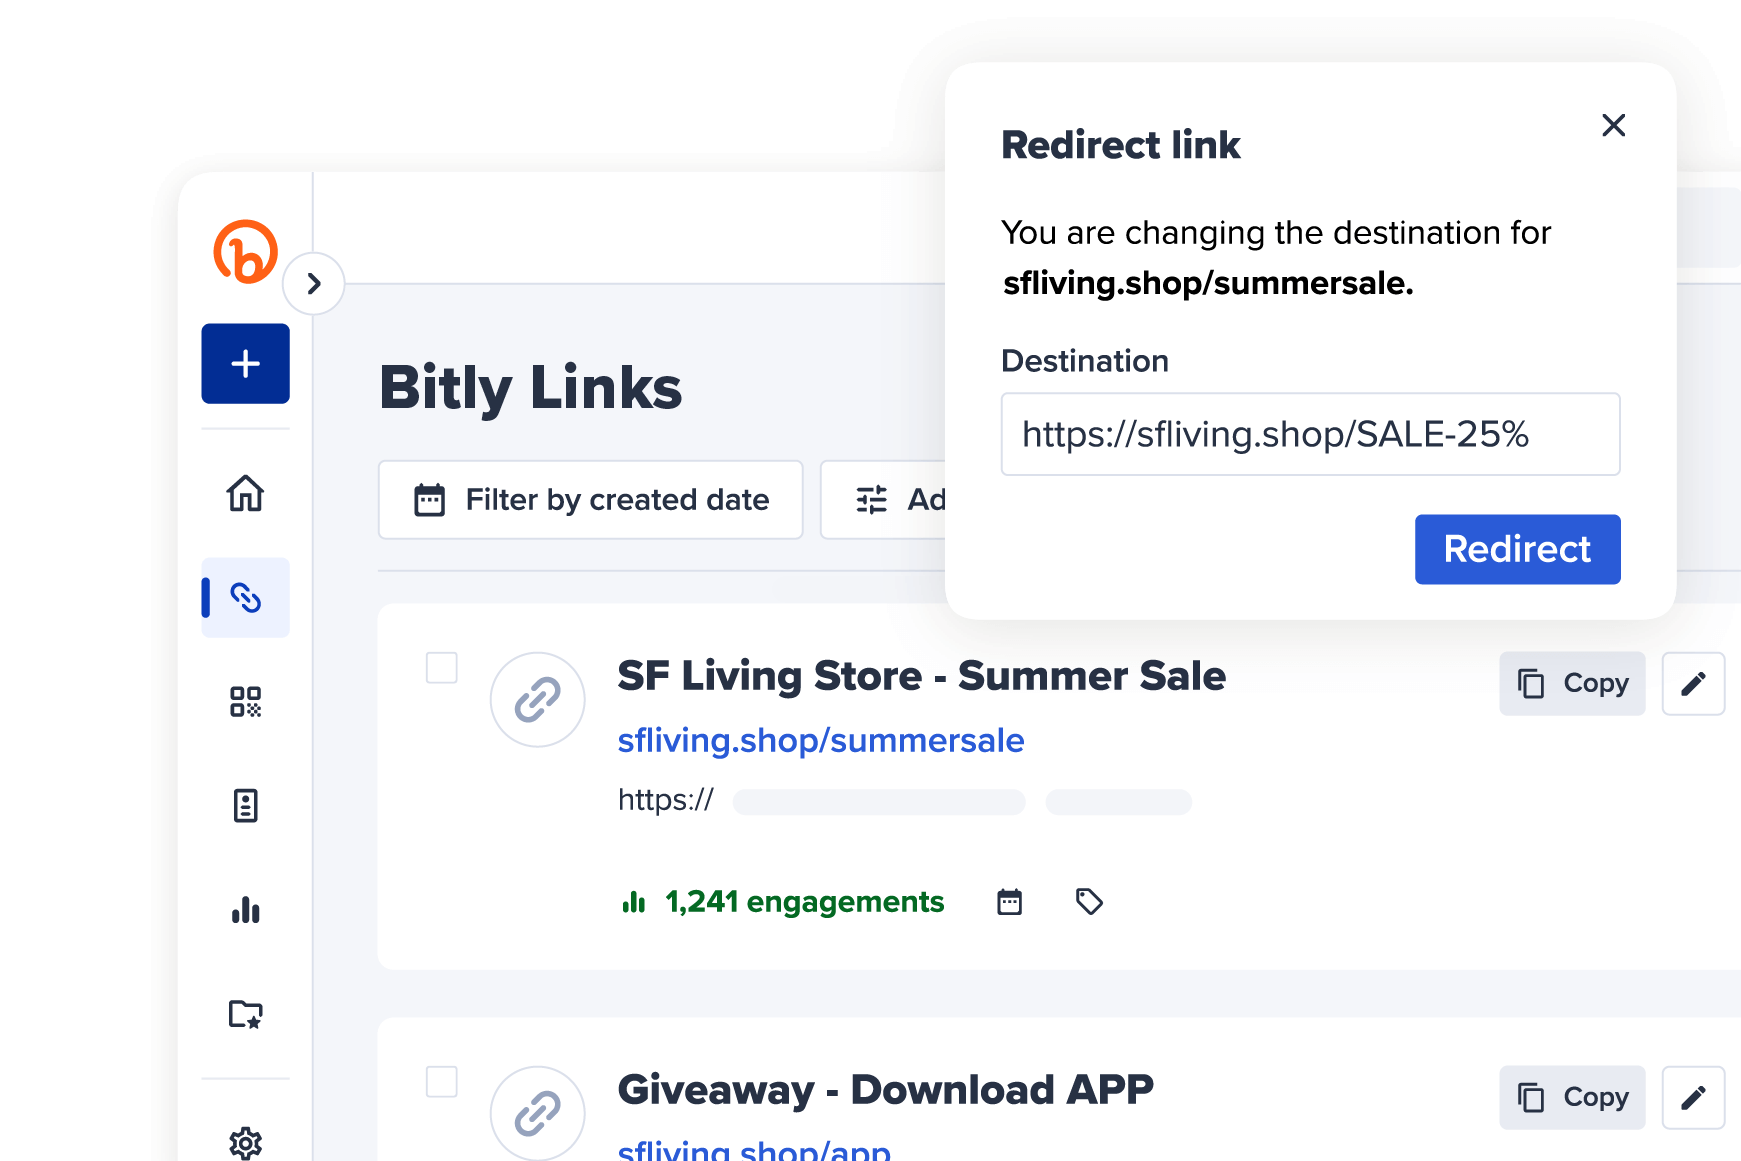 Redirect link
You are changing the destination for
sfliving.shop/summersale.
Destination
https://sfliving.shop/SALE-25%
Redirect
b
Bitly Links
Filter by created date
Ad
SF Living Store - Summer Sale
Copy
sfliving.shop/summersale
https://
1,241 engagements
Giveaway - Download APP
Copy
sfliving.shop/app